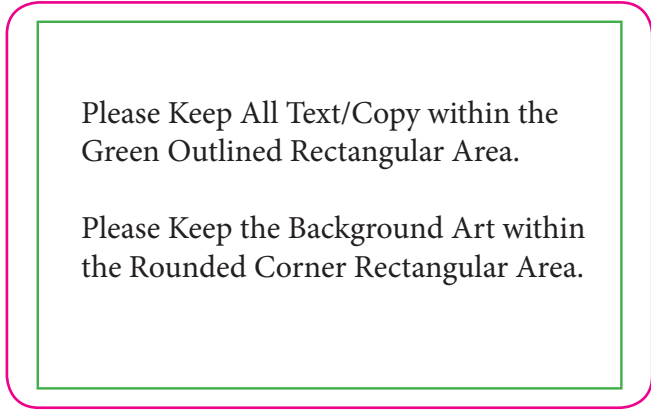 Please Keep All Text/Copy within the
Green Outlined Rectangular Area.
Please Keep the Background Art within
the Rounded Corner Rectangular Area.